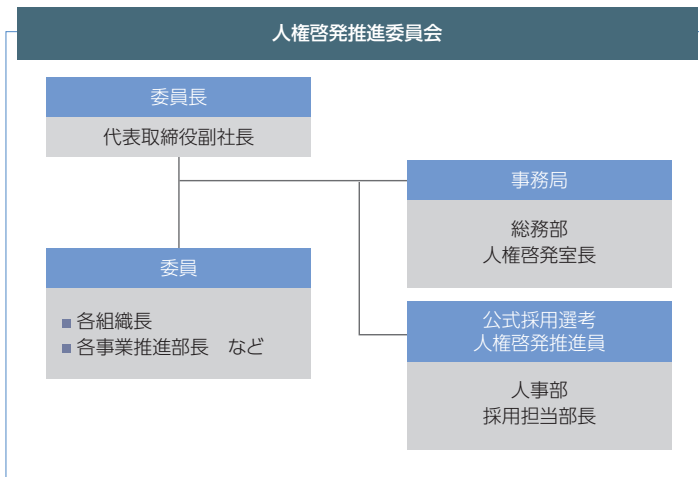 人権啓発推進委員会
委員長
代表取締役副社長
事務局
総務部
人権啓発室長
委員
■各組織長
■各事業推進部長　など
公式採用選考
人権啓発推進員
人事部
採用担当部長